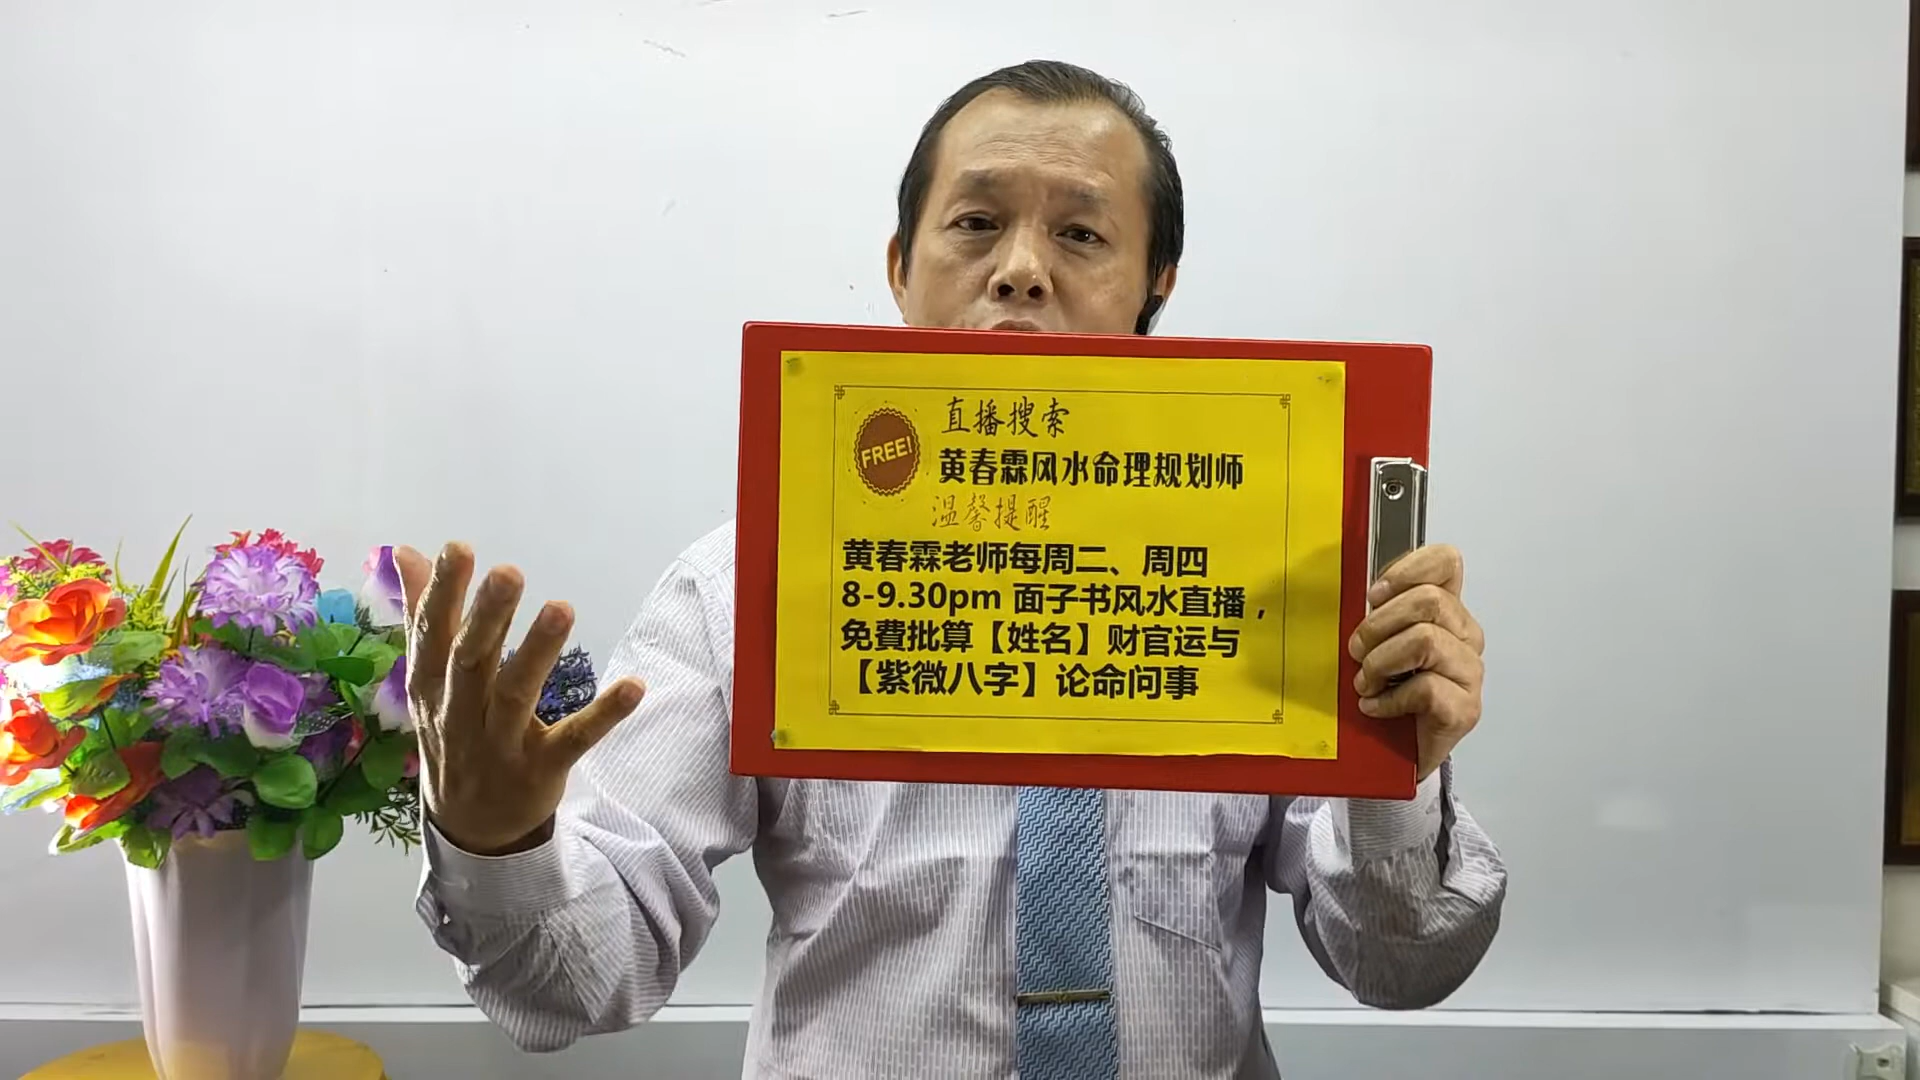 直播搜索
FREE!
黄春霖风水命理规划师
温馨提醒
黄春霖老师每周二、周四
8-9.30pm 面子书风水直播，
免費批算【姓名】财官运与
【紫微八字】论命问事